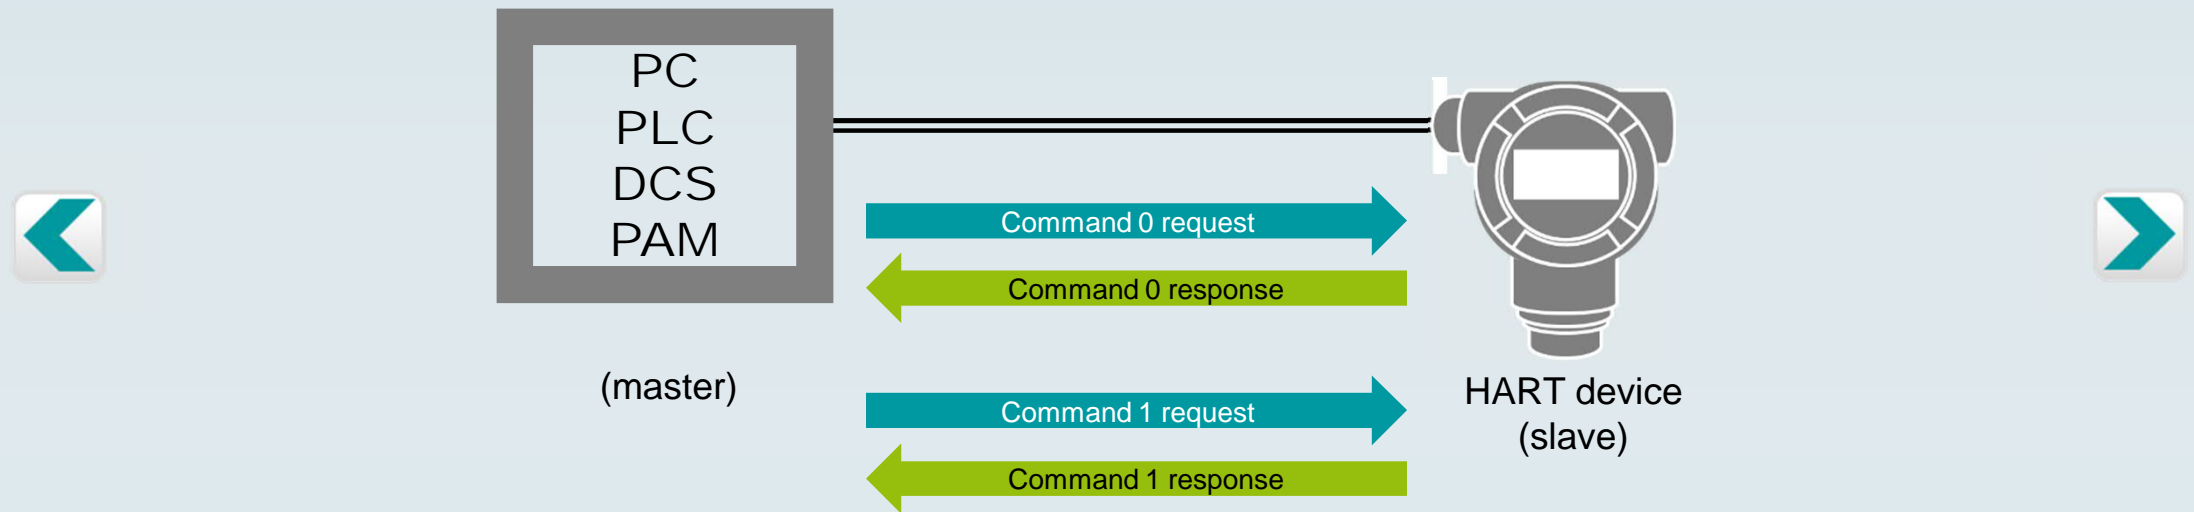 PC
PLC
DCS
PAM
(master)
Command 0 request
Command 0 response
Command 1 request
Command 1 response
HART device
(slave)